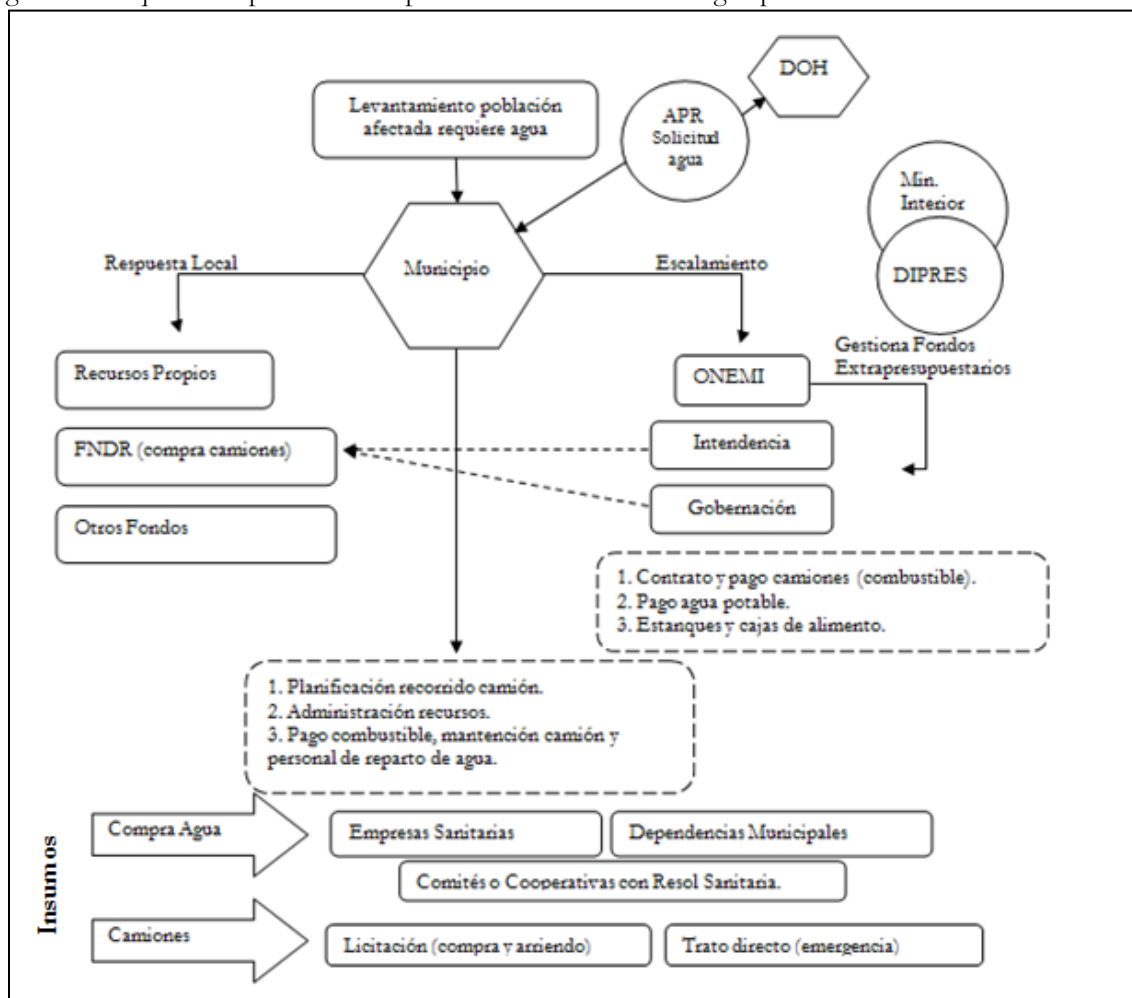 DOH
Levantamiento población
afectada requiere agua
APR
Solicitud
agua
Min.
Interior
DIPRES
Respuesta Local
Municipio
Escalamiento
Gestiona Fondos
Extrapresupuestarios
Recursos Propios
ONEMI
FNDR (compra camiones)
Intendencia
Otros Fondos
Gobernación
1. Contrato y pago camiones (combustible).
2. Pago agua potable.
3. Estanques y cajas de alimento.
1. Planificación recorrido camión.
2. Administración recursos.
3. Pago combustible, mantención camión y
personal de reparto de agua.
Insumos
Compra Agua
Empresas Sanitarias
Dependencias Municipales
Comités o Cooperativas con Resol Sanitaria.
Camiones
Licitación (compra y arriendo)
Trato directo (emergencia)